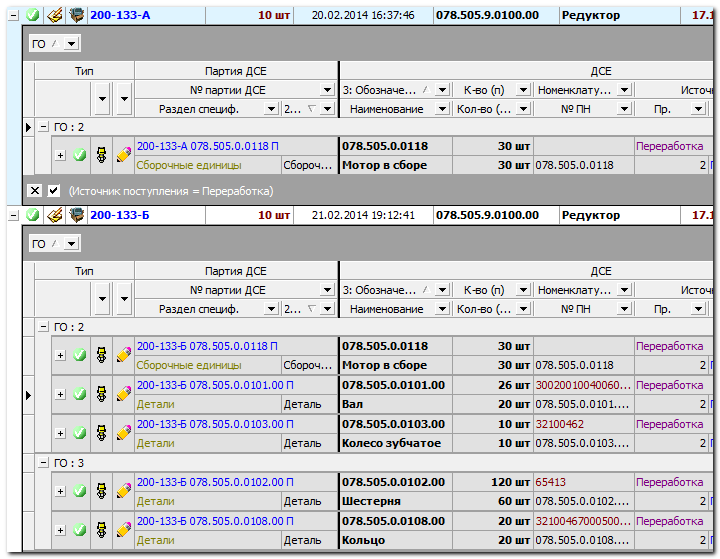 200-133-А 10 шт 20.02.2014 16:37:46 078.505.9.0100.00 Редуктор 17.1
ГО
Тип Партия ДСЕ ДСЕ
№ партии ДСЕ 3: Обозначе... К-во (п) Номенклату... Источ
Раздел специф. 2... Наименование Кол-во (... № ПН Пр.
ГО : 2
200-133-А 078.505.0.0118 П 078.505.0.0118 30 шт Переработка
Сборочные единицы Сбороч... Мотор в сборе 30 шт 078.505.0.0118 2 П
(Источник поступления = Переработка)
200-133-Б 10 шт 21.02.2014 19:12:41 078.505.9.0100.00 Редуктор 17.1
ГО
Тип Партия ДСЕ ДСЕ
№ партии ДСЕ 3: Обозначе... К-во (п) Номенклату... Источ
Раздел специф. 2... Наименование Кол-во (... № ПН Пр.
ГО : 2
200-133-Б 078.505.0.0118 П 078.505.0.0118 30 шт Переработка
Сборочные единицы Сбороч... Мотор в сборе 30 шт 078.505.0.0118 2 П
200-133-Б 078.505.0.0101.00 П 078.505.0.0101.00 26 шт 30020010040060... Переработка
Детали Деталь Вал 20 шт 078.505.0.0101.... 2 П
200-133-Б 078.505.0.0103.00 П 078.505.0.0103.00 10 шт 32100462 Переработка
Детали Деталь Колесо зубчатое 10 шт 078.505.0.0103.... 2 П
ГО : 3
200-133-Б 078.505.0.0102.00 П 078.505.0.0102.00 120 шт 65413 Переработка
Детали Деталь Шестерня 60 шт 078.505.0.0102.... 2 П
200-133-Б 078.505.0.0108.00 П 078.505.0.0108.00 20 шт 32100467000500... Переработка
Детали Деталь Кольцо 20 шт 078.505.0.0108.... 2 П